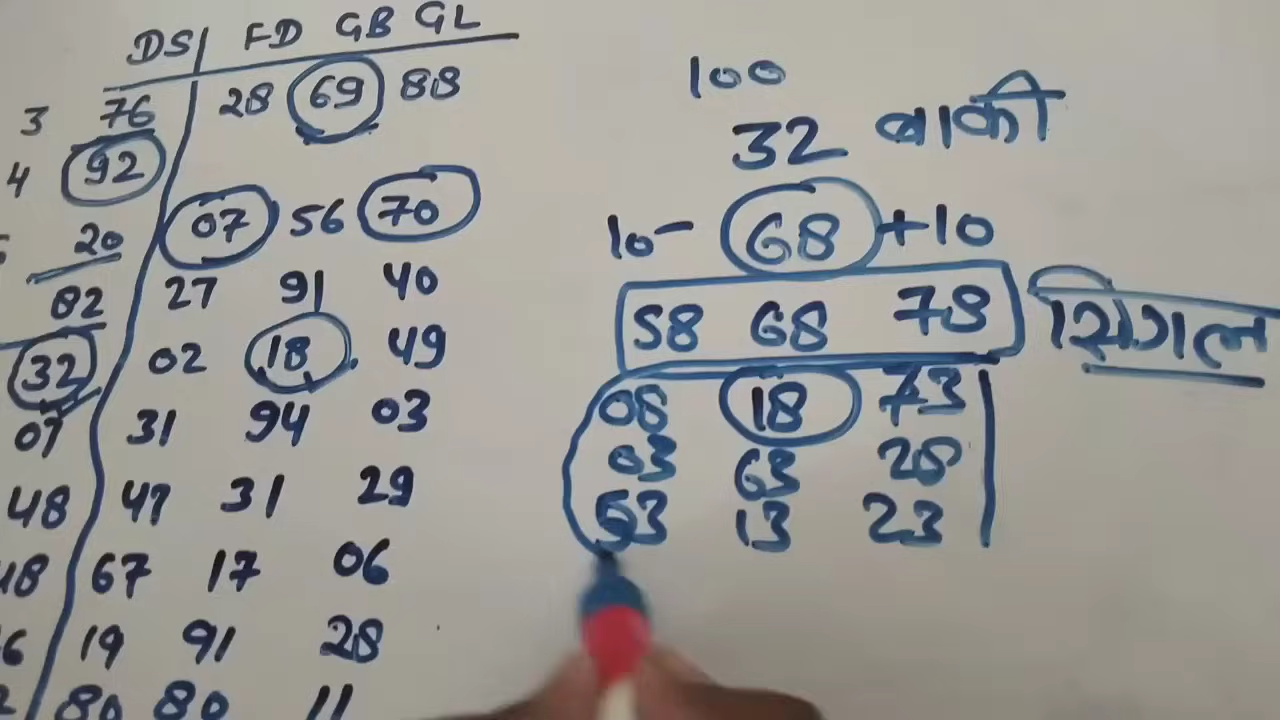 DS FD GB GL
3 76 28 69 88
4 92
20 07 56 70
82 27 91 40
32 02 18 49
07 31 94 03
48 47 31 29
18 67 17 06
6 19 91 28
80 80 11
100
32 बाकी
10- 68 +10
58 68 78 सिंगल
08 18 73
03 63 28
53 13 23